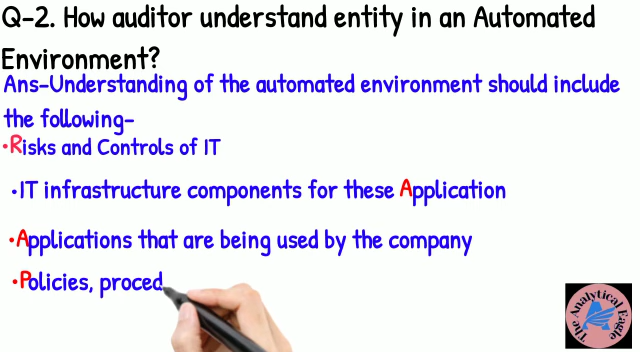 Q-2. How auditor understand entity in an Automated
Environment?
Ans-Understanding of the automated environment should include
the following-
•Risks and Controls of IT
•IT infrastructure components for these Application
•Applications that are being used by the company
•Policies, proced
The Analytical Eagle